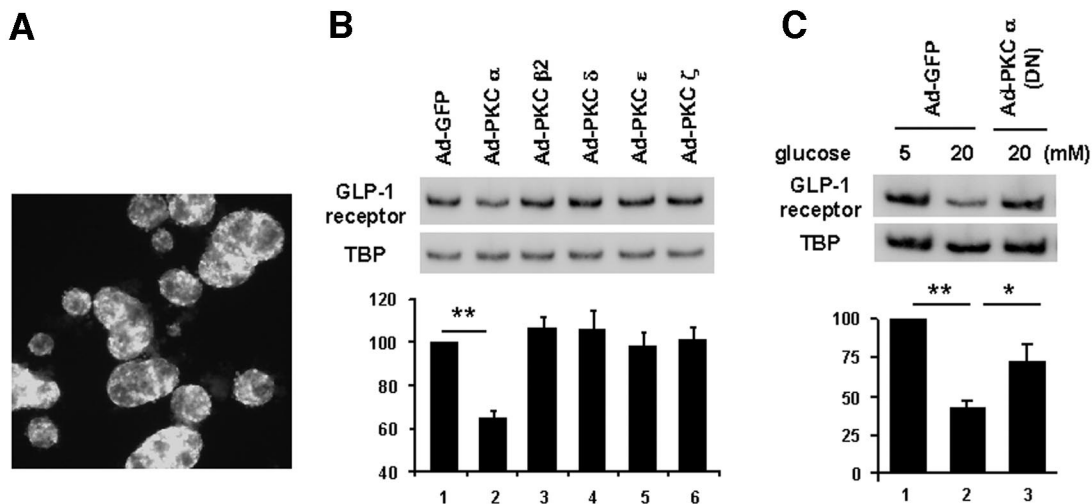 A
B
C
Ad-GFP
Ad-PKC α
Ad-PKC β2
Ad-PKC δ
Ad-PKC ε
Ad-PKC ζ
GLP-1
receptor
TBP
120
100
80
60
40
**
1 2 3 4 5 6
Ad-GFP
Ad-PKC α
(DN)
glucose 5 20 20 (mM)
GLP-1
receptor
TBP
** *
100
75
50
25
0
1 2 3